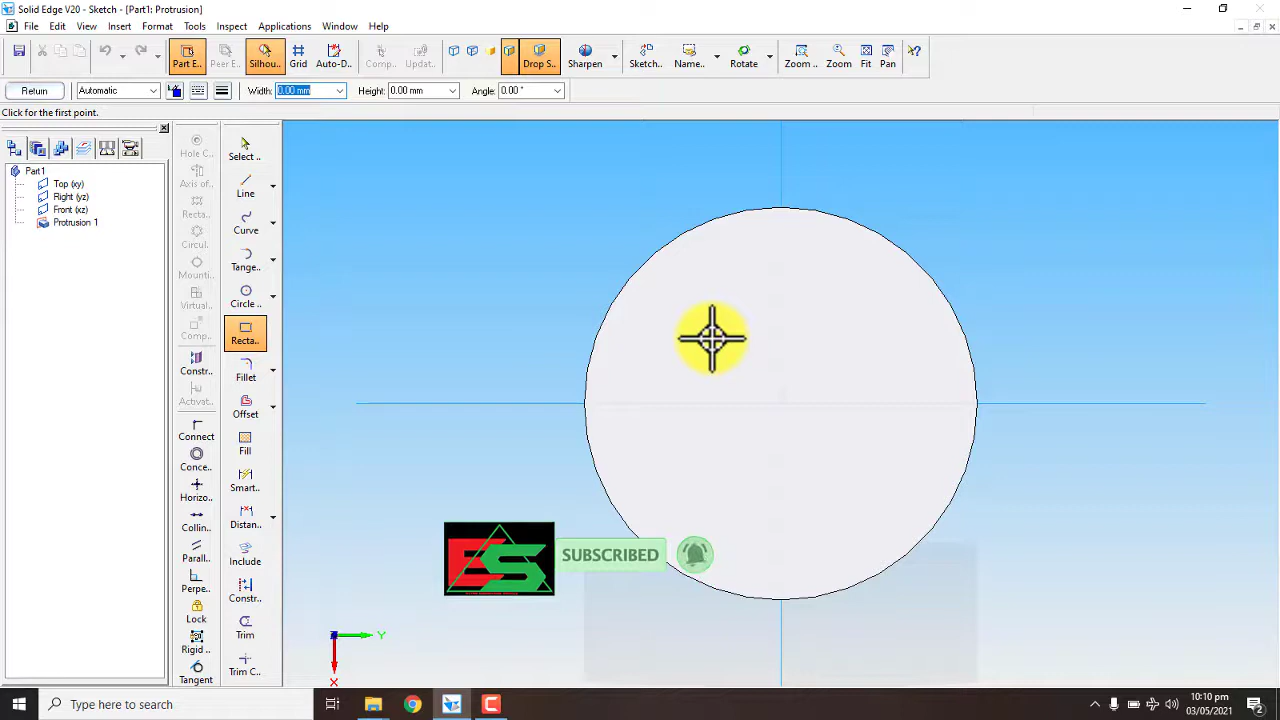 Solid Edge V20 - Sketch - [Part1: Protrusion]
File Edit View Insert Format Tools Inspect Applications Window Help
Part E.. Peer E.. Silhou.. Grid Auto-D.. Comp.. Updat.. Drop S.. Sharpen Sketch.. Name.. Rotate Zoom .. Zoom Fit Pan
Return Automatic Width: 0.00 mm Height: 0.00 mm Angle: 0.00 °
Click for the first point.
Part1
Top (xy)
Right (yz)
Front (xz)
Protrusion 1
Hole C..
Axis of..
Recta..
Circul..
Mounti..
Virtual..
Comp..
Constr..
Activat..
Connect
Conce..
Horizo..
Collin..
Parall..
Perpe..
Lock
Rigid ..
Tangent
Select ..
Line
Curve
Tange..
Circle ..
Recta..
Fillet
Offset
Fill
Smart..
Distan..
Include
Constr..
Trim
Trim C..
ES
SUBSCRIBED
Y
X
Type here to search
10:10 pm
03/05/2021
2